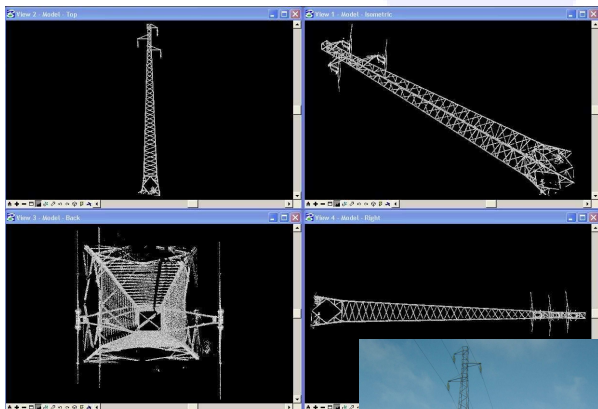 View 2 - Model - Top
View 1 - Model - Isometric
View 3 - Model - Back
View 4 - Model - Right